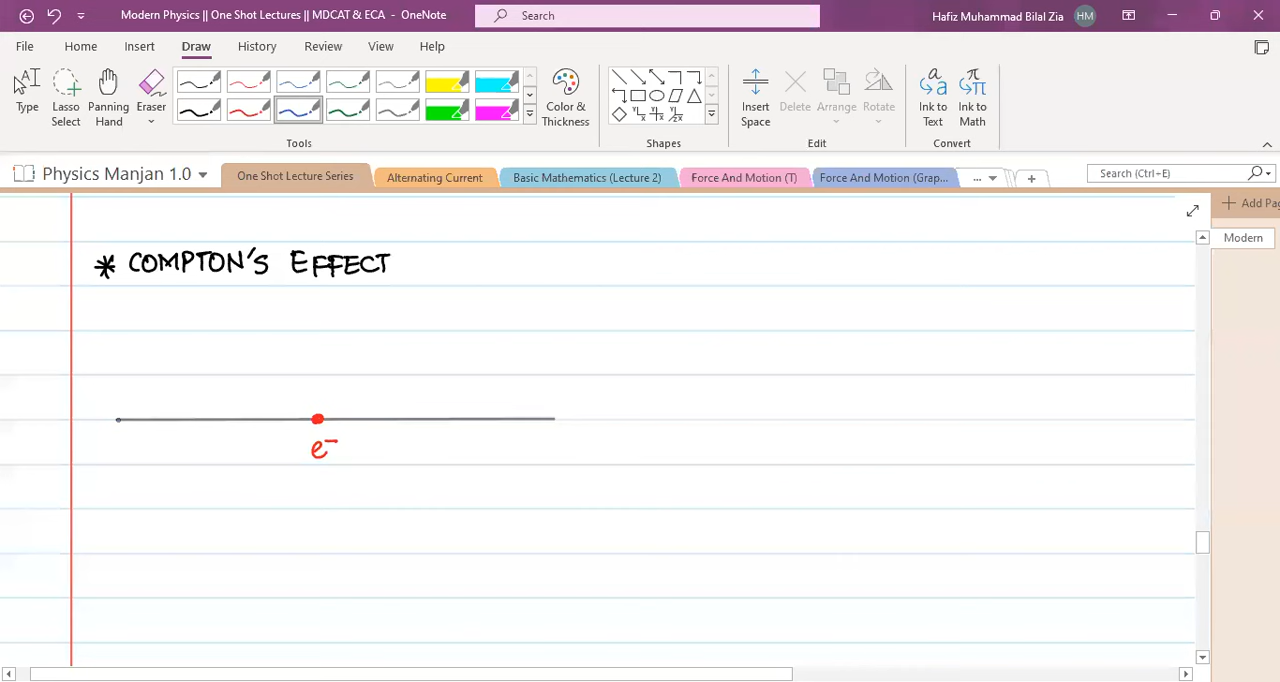 Modern Physics || One Shot Lectures || MDCAT & ECA - OneNote
Search
Hafiz Muhammad Bilal Zia HM
File Home Insert Draw History Review View Help
Type
Lasso Select
Panning Hand
Eraser
Color & Thickness
Insert Space
Delete
Arrange
Rotate
Ink to Text
Ink to Math
Tools Shapes Edit Convert
Physics Manjan 1.0
One Shot Lecture Series
Alternating Current
Basic Mathematics (Lecture 2)
Force And Motion (T)
Force And Motion (Grap...
...
Search (Ctrl+E)
Add Pag
Modern
* COMPTON'S EFFECT
e⁻